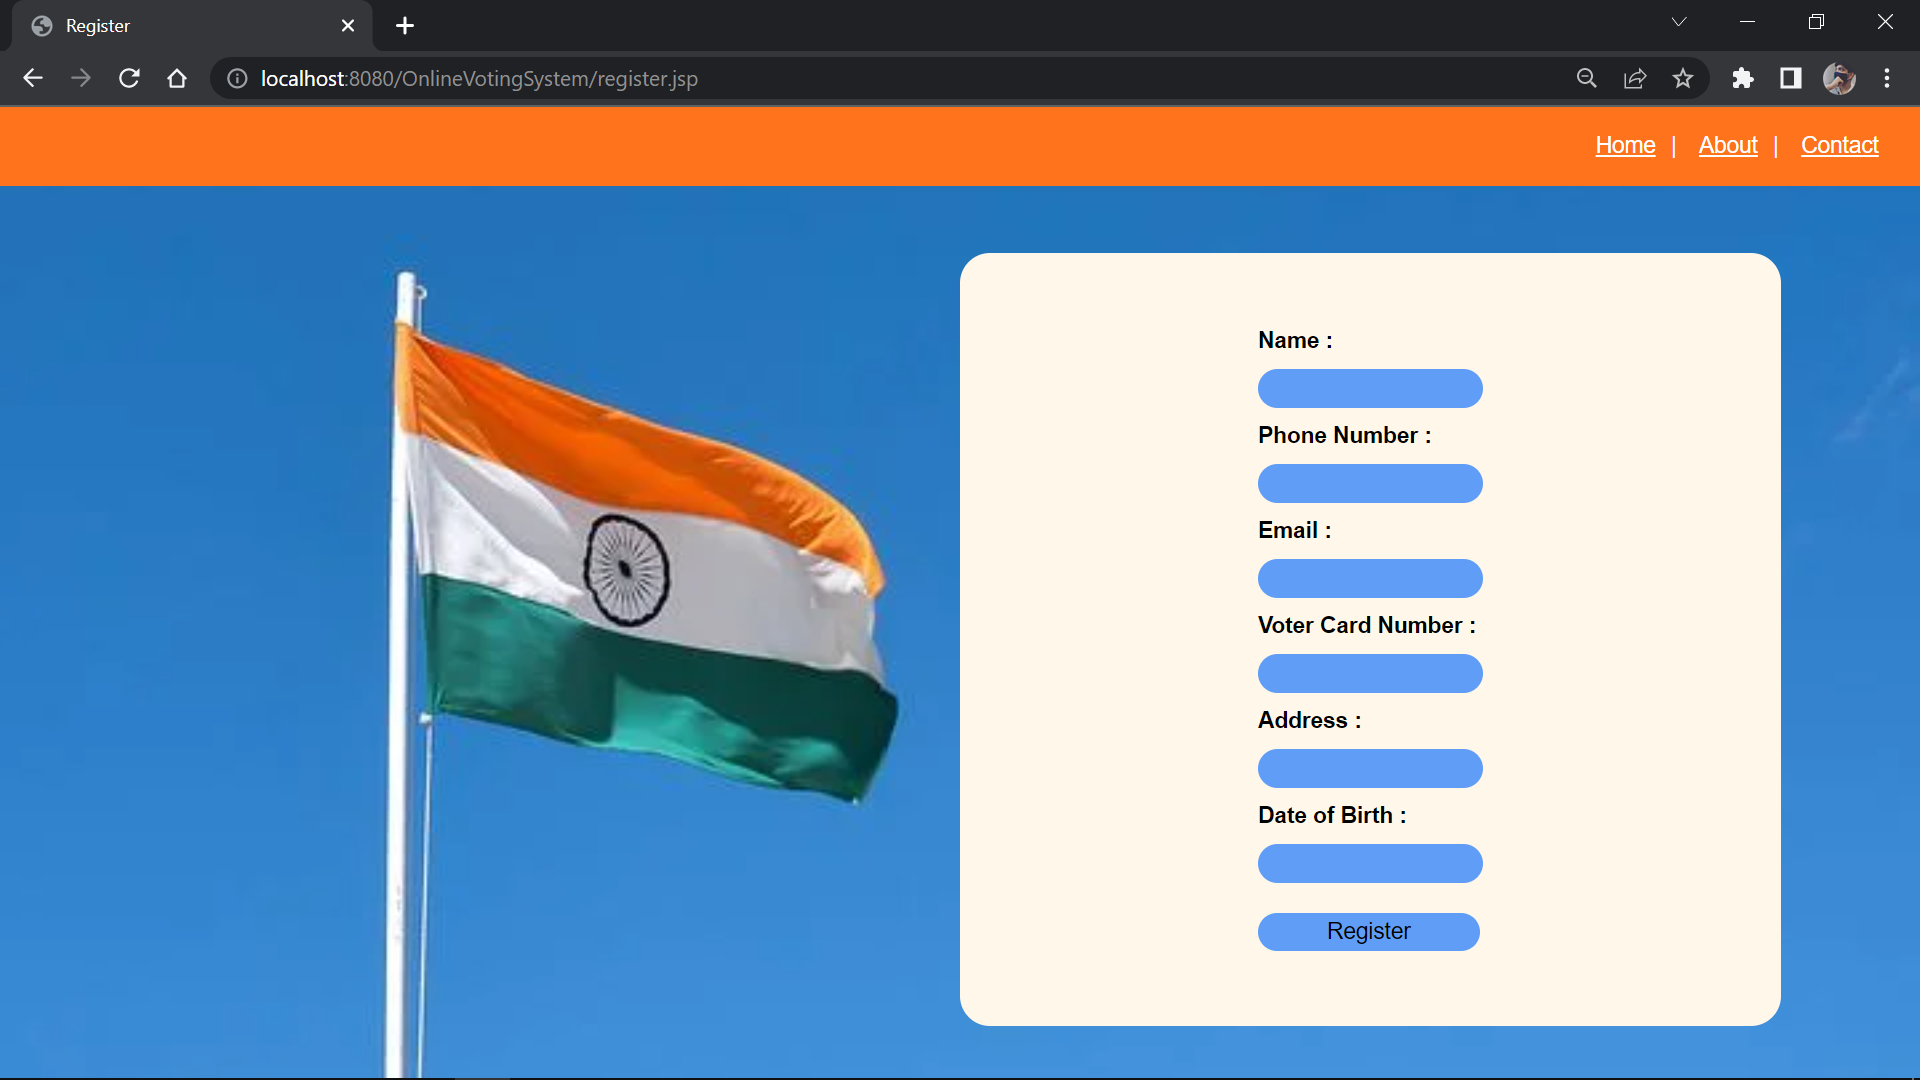 Register
localhost:8080/OnlineVotingSystem/register.jsp
Home | About | Contact
Name :
Phone Number :
Email :
Voter Card Number :
Address :
Date of Birth :
Register